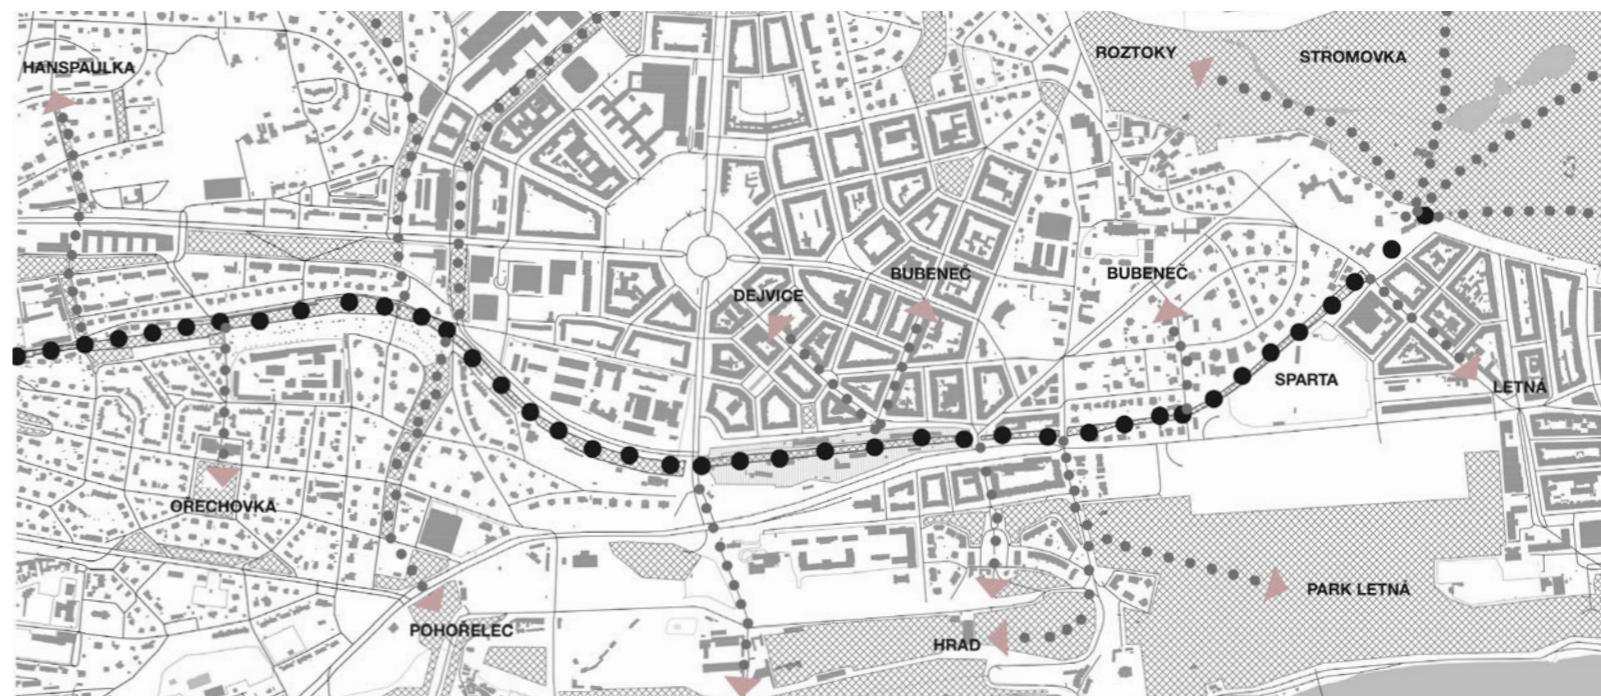 ROZTOKY
STROMOVKA
HANSPAULKA
BUBENEČ
BUBENEČ
DEJVICE
SPARTA
LETNÁ
OŘECHOVKA
PARK LETNÁ
POHOŘELEC
HRAD